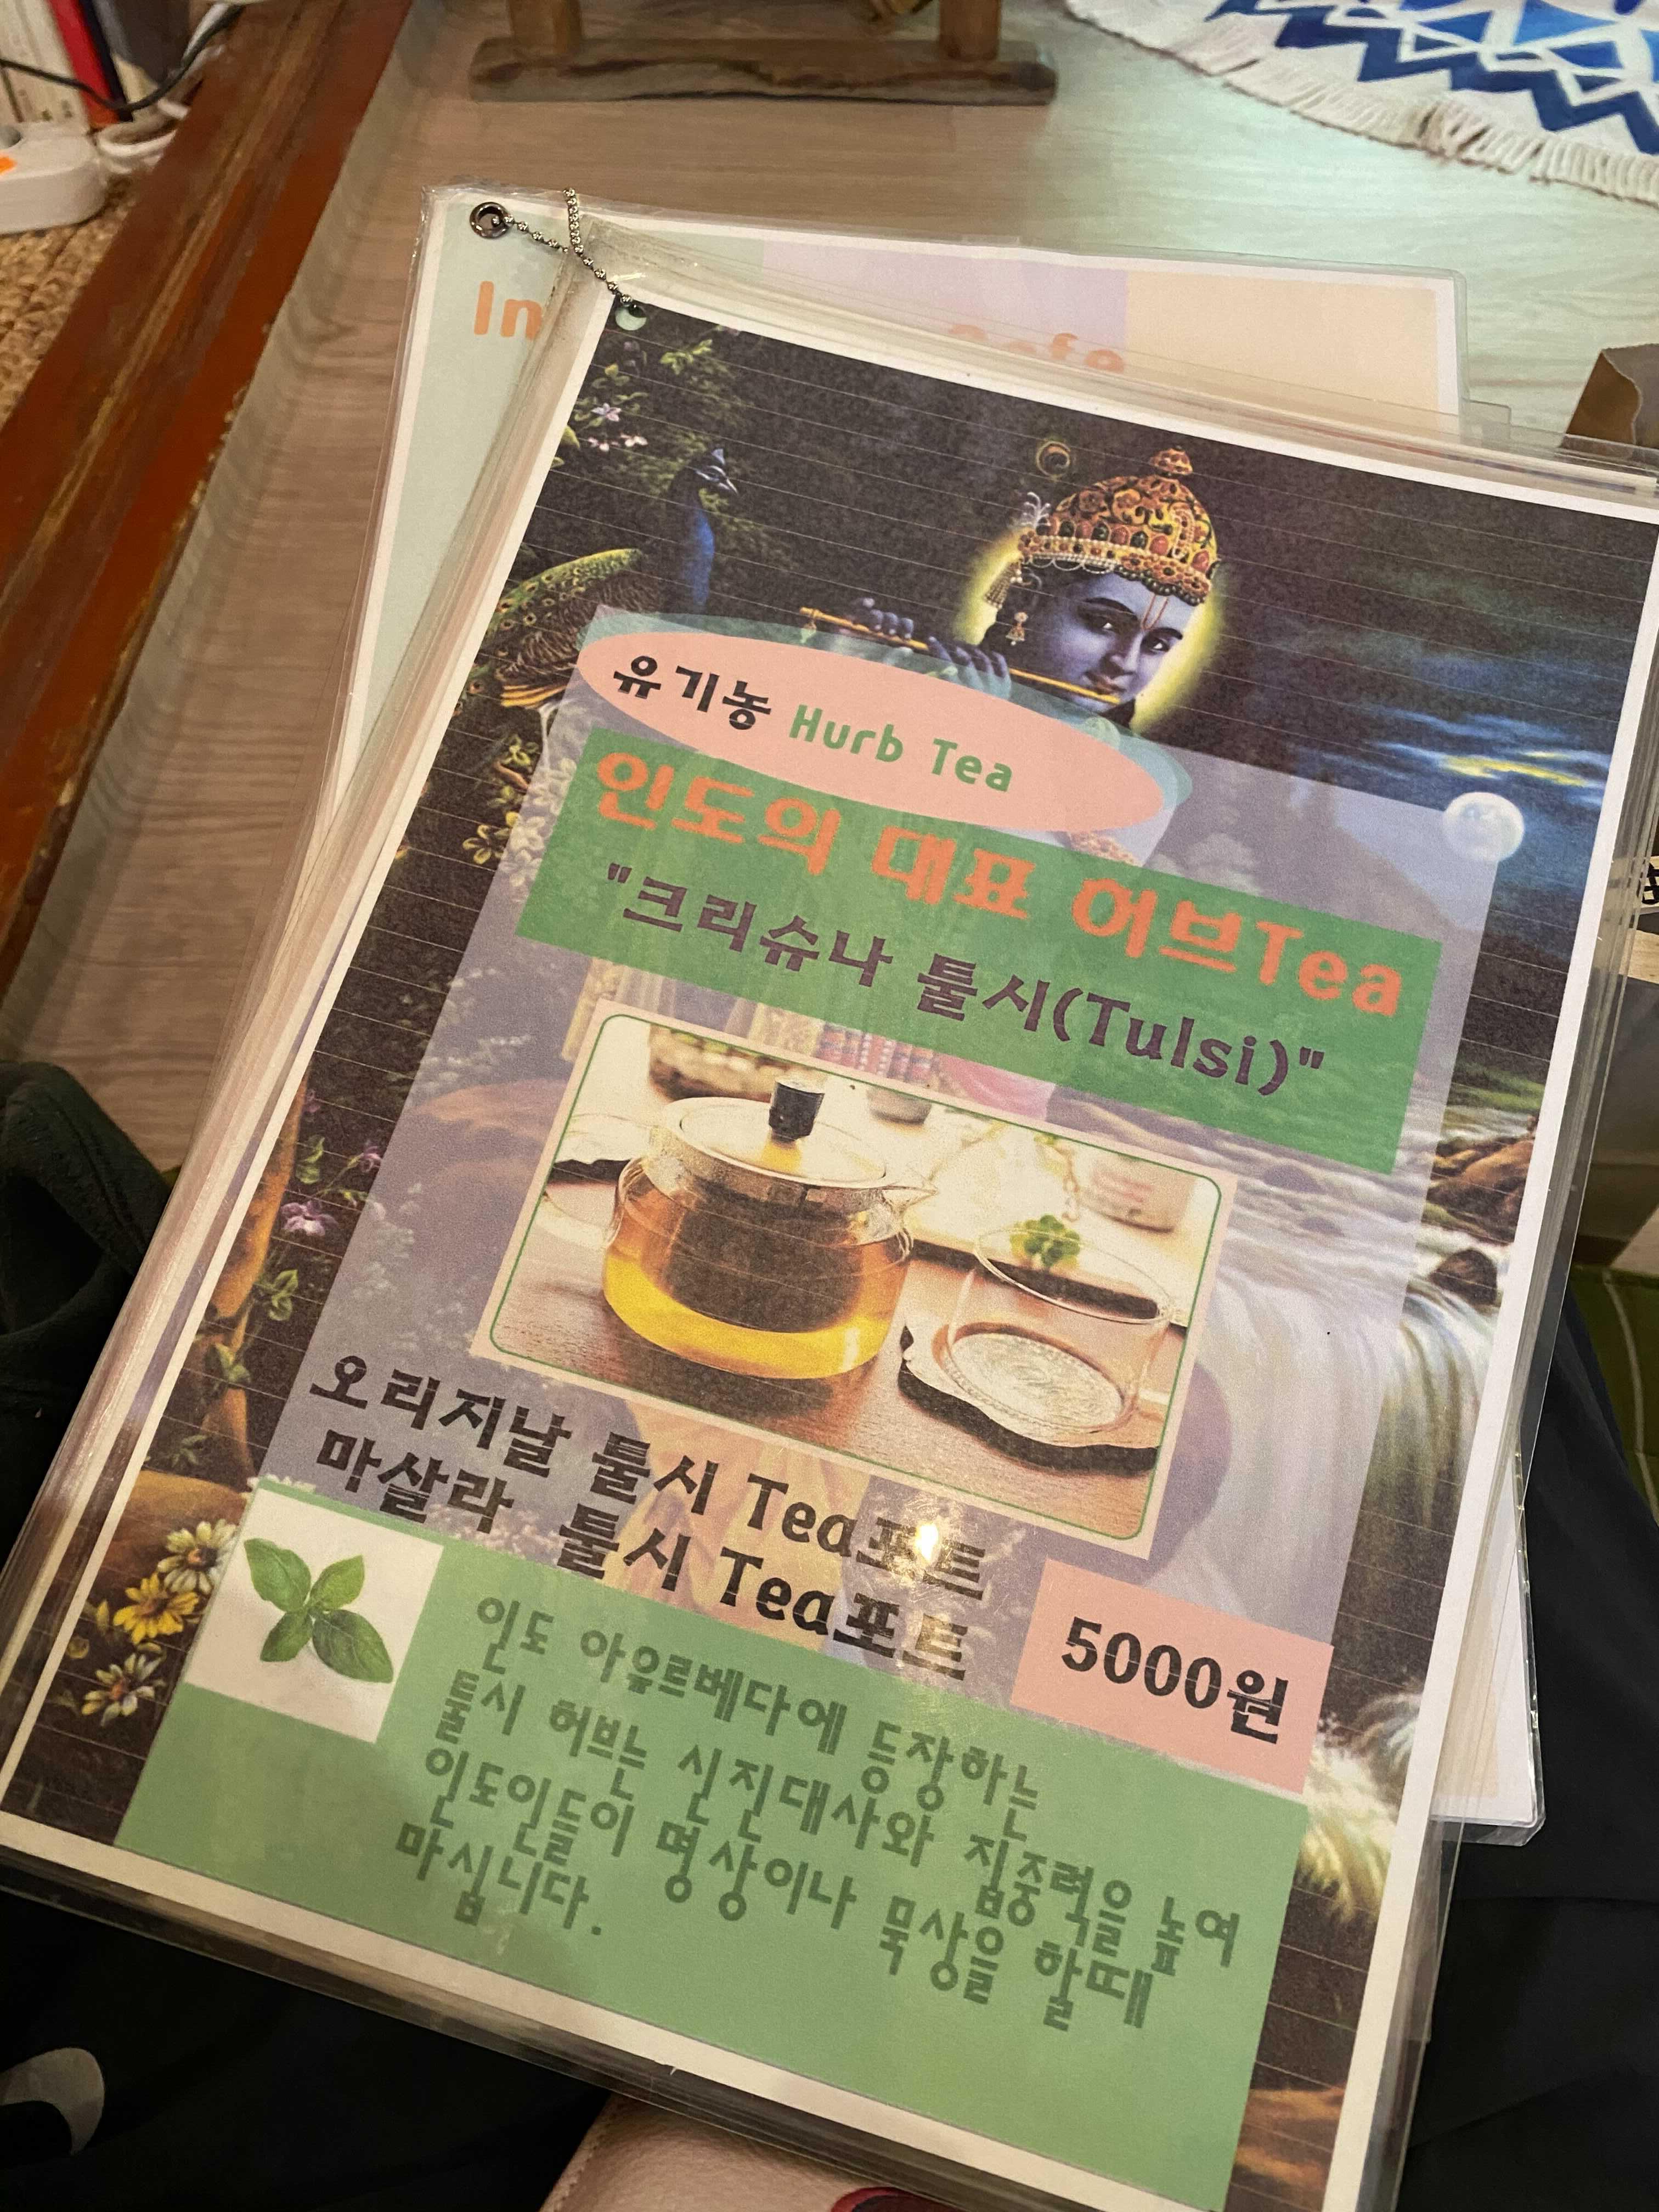 유기농 Hurb Tea
인도의 대표 허브Tea
"크리슈나 툴시(Tulsi)"
오리지날 툴시 Tea포트
마살라 툴시 Tea포트
5000원
인도 아유르베다에 등장하는
툴시 허브는 신진대사와 집중력을 높여
인도인들이 명상이나 묵상을 할때
마십니다.